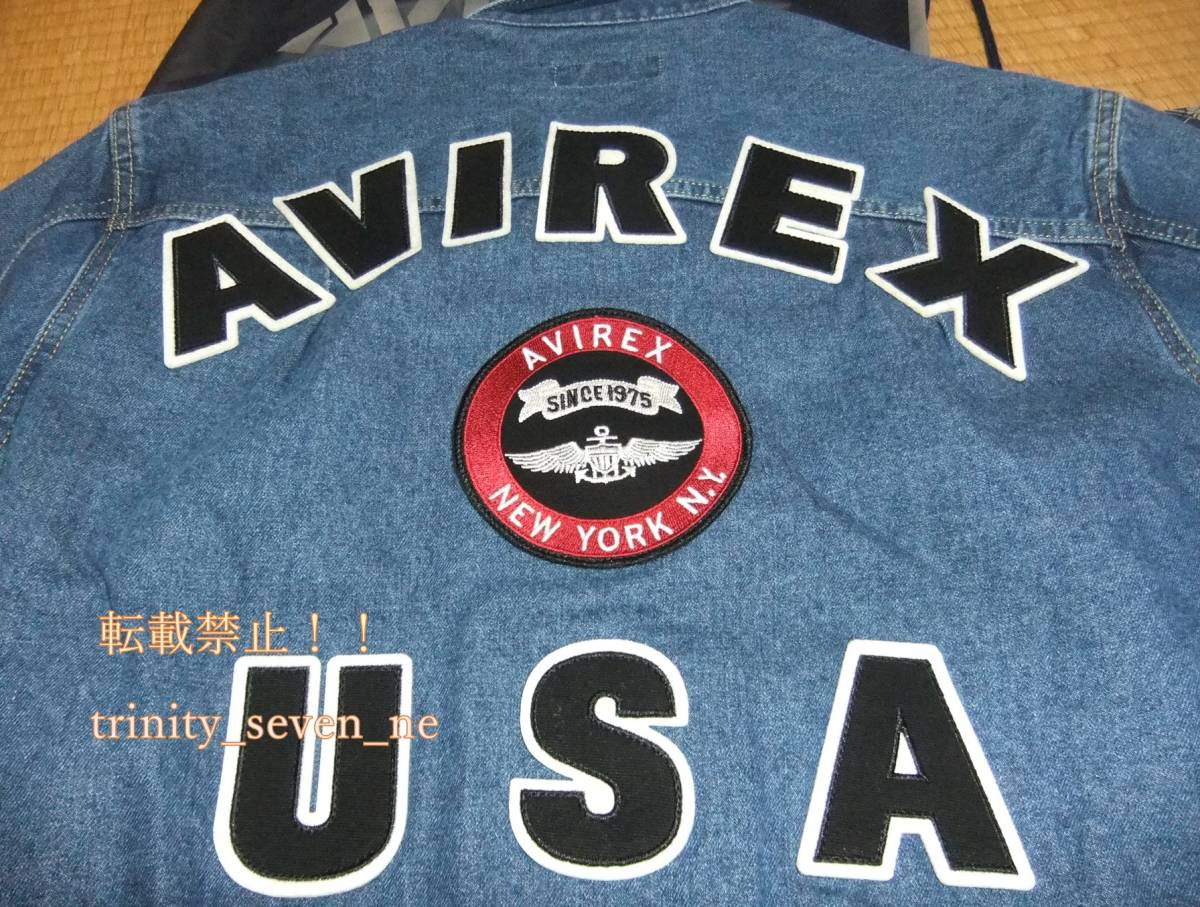 AVIREX
AVIREX
SINCE 1975
NEW YORK N.Y.
転載禁止！！
trinity_seven_ne
USA